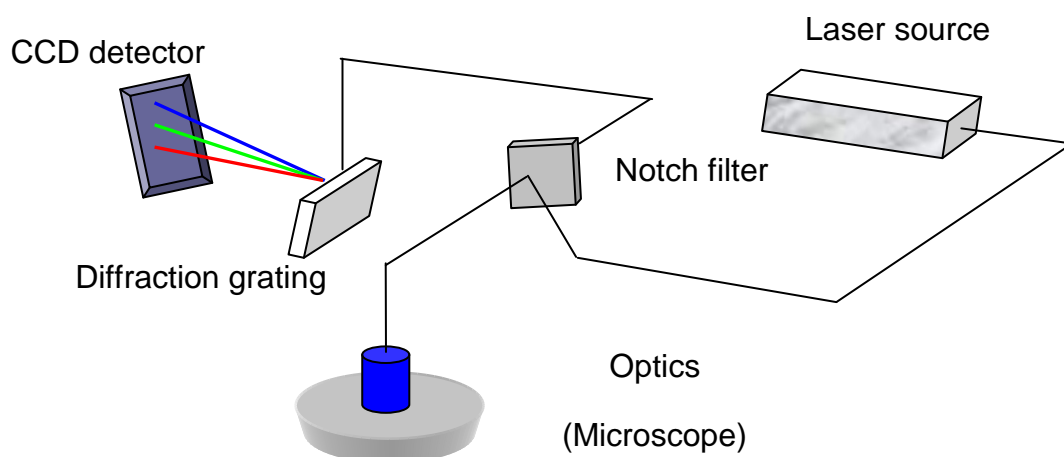 Laser source
CCD detector
Notch filter
Diffraction grating
Optics
(Microscope)